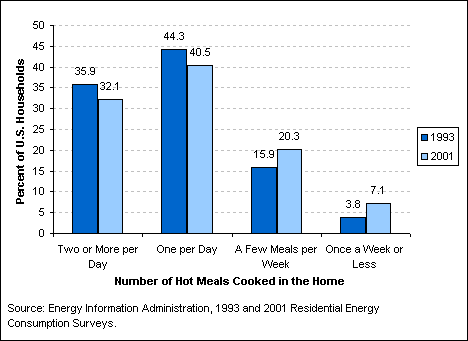 50
45
40
35
30
25
20
15
10
5
0
Percent of U.S. Households
35.9
32.1
44.3
40.5
15.9
20.3
3.8
7.1
1993
2001
Two or More per
Day
One per Day
A Few Meals per
Week
Once a Week or
Less
Number of Hot Meals Cooked in the Home
Source: Energy Information Administration, 1993 and 2001 Residential Energy
Consumption Surveys.